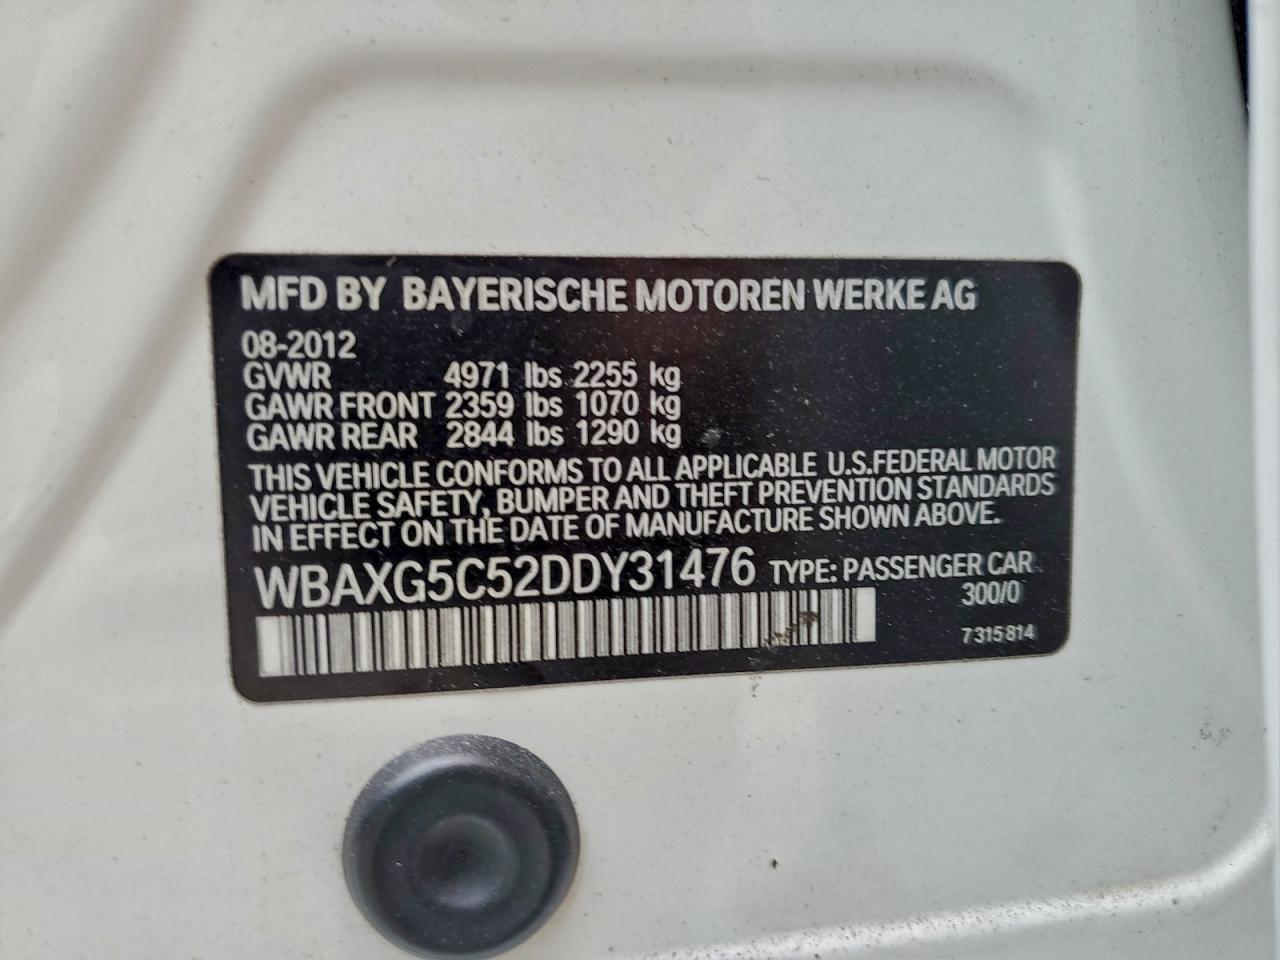 MFD BY BAYERISCHE MOTOREN WERKE AG
08-2012
GVWR 4971 lbs 2255 kg
GAWR FRONT 2359 lbs 1070 kg
GAWR REAR 2844 lbs 1290 kg
THIS VEHICLE CONFORMS TO ALL APPLICABLE U.S.FEDERAL MOTOR
VEHICLE SAFETY, BUMPER AND THEFT PREVENTION STANDARDS
IN EFFECT ON THE DATE OF MANUFACTURE SHOWN ABOVE.
WBAXG5C52DDY31476 TYPE: PASSENGER CAR
300/0
7315814